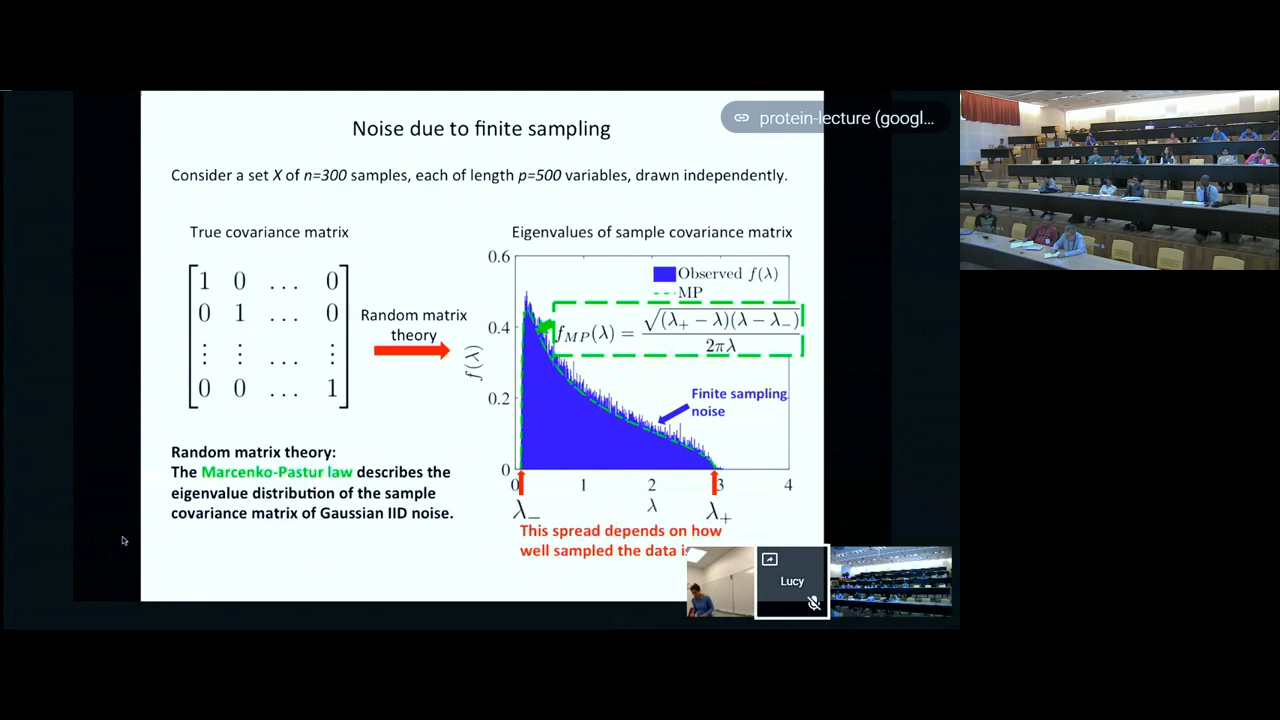 Noise due to finite sampling
protein-lecture (googl...
Consider a set X of n=300 samples, each of length p=500 variables, drawn independently.
True covariance matrix
1 0 ... 0
0 1 ... 0
⋮ ⋮ ... ⋮
0 0 ... 1
Random matrix
theory
Random matrix theory:
The Marcenko-Pastur law describes the
eigenvalue distribution of the sample
covariance matrix of Gaussian IID noise.
Eigenvalues of sample covariance matrix
0.6
0.4
0.2
0
f(λ)
Observed f(λ)
MP
f_{MP}(λ) = √((λ₊ − λ)(λ − λ₋)) / 2πλ
Finite sampling
noise
0 1 2 3 4
λ
λ₋ λ₊
This spread depends on how
well sampled the data is
Lucy